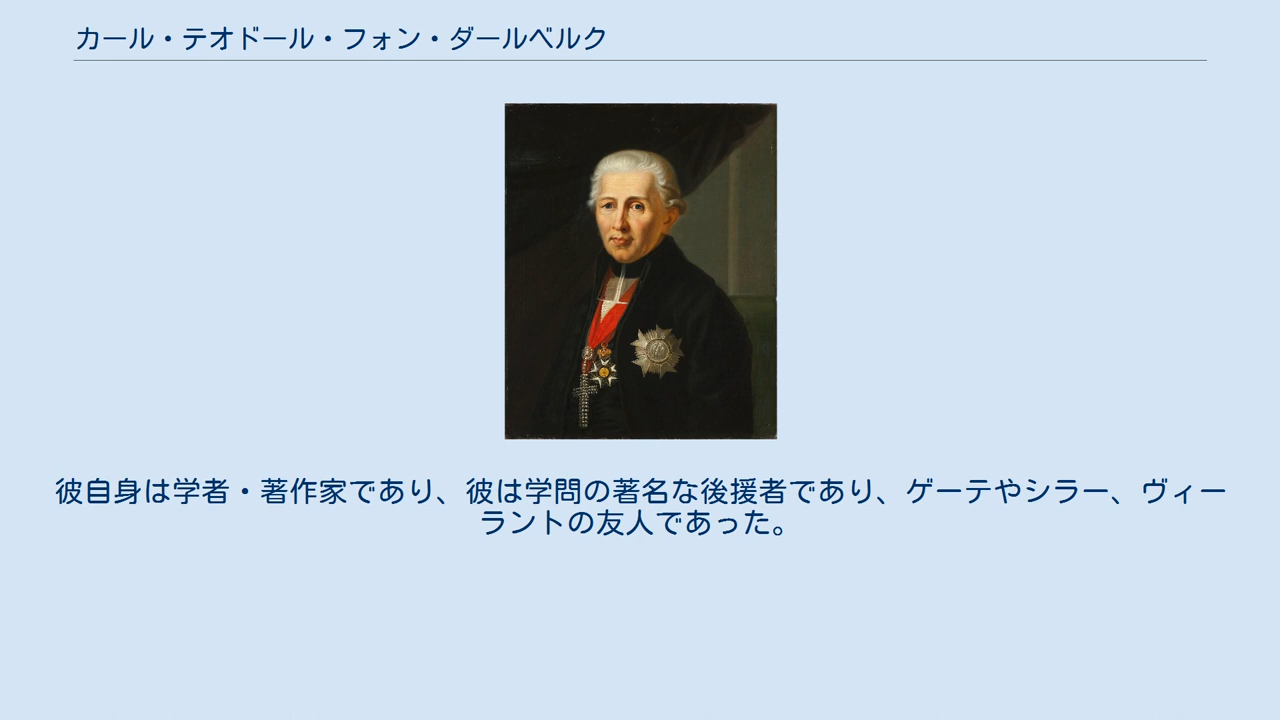 カール・テオドール・フォン・ダールベルク
彼自身は学者・著作家であり、彼は学問の著名な後援者であり、ゲーテやシラー、ヴィー
ラントの友人であった。